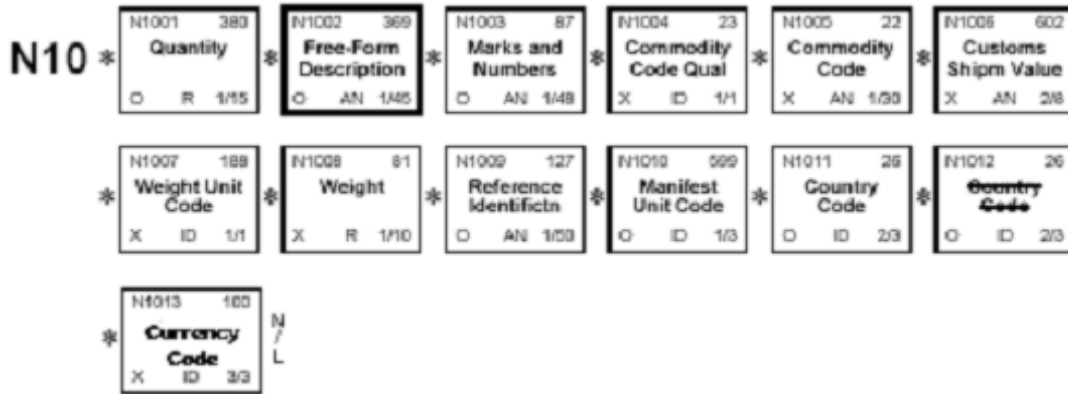 N10
N1001 380
Quantity
O R 1/15
*
N1002 369
Free-Form
Description
O AN 1/45
*
N1003 87
Marks and
Numbers
O AN 1/48
*
N1004 23
Commodity
Code Qual
X ID 1/1
*
N1005 22
Commodity
Code
X AN 1/30
*
N1006 602
Customs
Shipm Value
X AN 2/8
*
N1007 188
Weight Unit
Code
X ID 1/1
*
N1008 81
Weight
X R 1/10
*
N1009 127
Reference
Identifictn
O AN 1/50
*
N1010 599
Manifest
Unit Code
O ID 1/3
*
N1011 26
Country
Code
O ID 2/3
*
N1012 26
Country
Code
O ID 2/3
*
N1013 100
Currency
Code
X ID 3/3
N
/
L